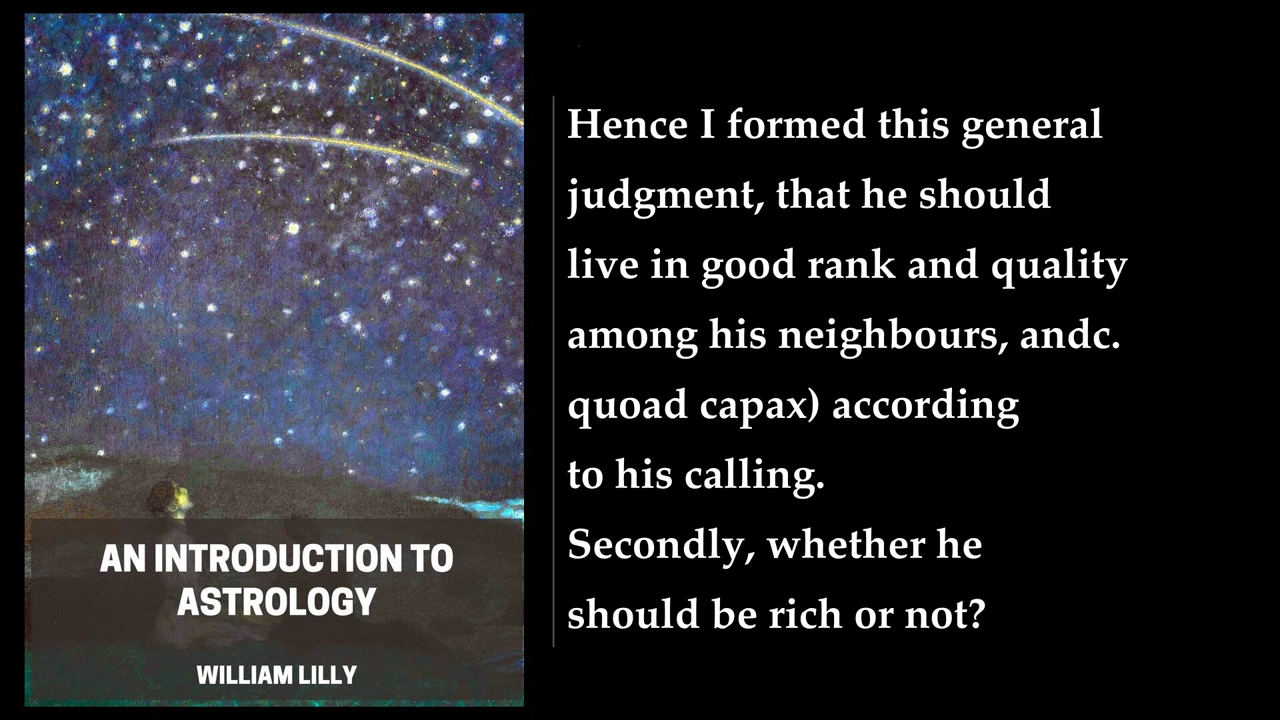 AN INTRODUCTION TO
ASTROLOGY
WILLIAM LILLY
Hence I formed this general
judgment, that he should
live in good rank and quality
among his neighbours, andc.
quoad capax) according
to his calling.
Secondly, whether he
should be rich or not?